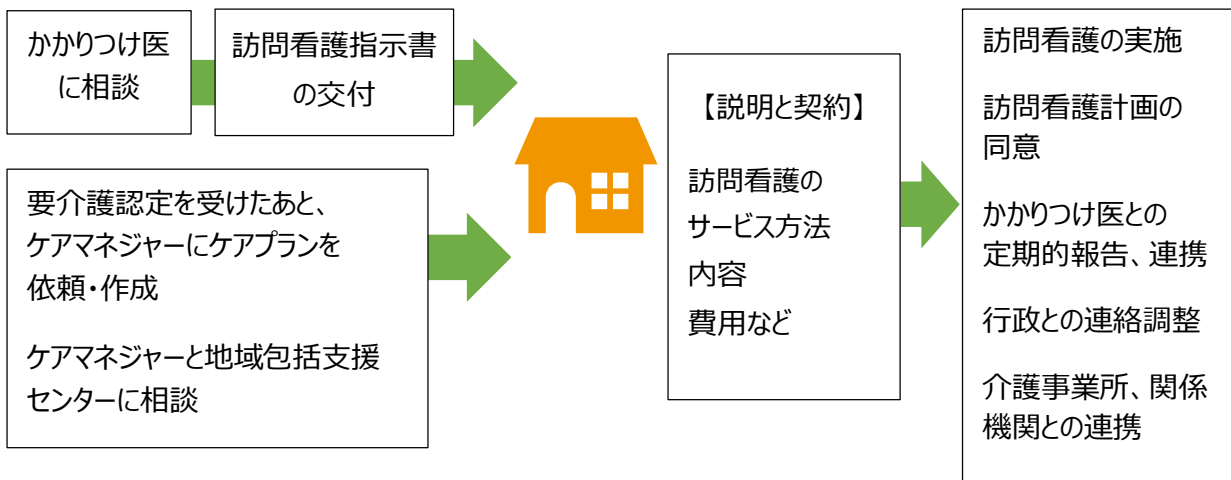 かかりつけ医
に相談
訪問看護指示書
の交付
要介護認定を受けたあと、
ケアマネジャーにケアプランを
依頼・作成
ケアマネジャーと地域包括支援
センターに相談
【説明と契約】
訪問看護の
サービス方法
内容
費用など
訪問看護の実施
訪問看護計画の
同意
かかりつけ医との
定期的報告、連携
行政との連絡調整
介護事業所、関係
機関との連携